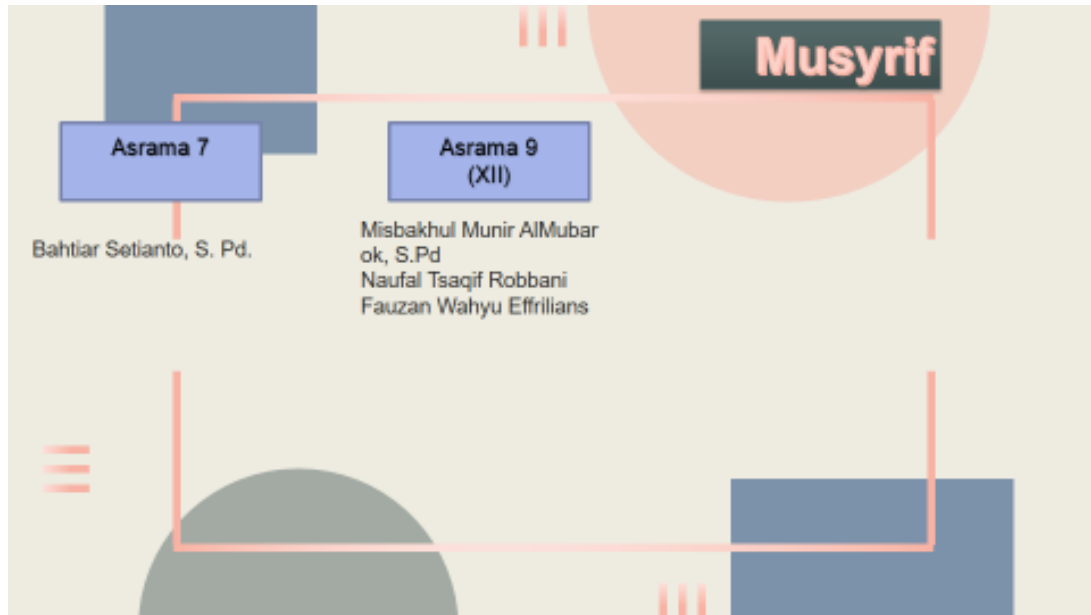 Musyrif
Asrama 7
Bahtiar Setianto, S. Pd.
Asrama 9
(XII)
Misbakhul Munir AlMubar
ok, S.Pd
Naufal Tsaqif Robbani
Fauzan Wahyu Effrilians